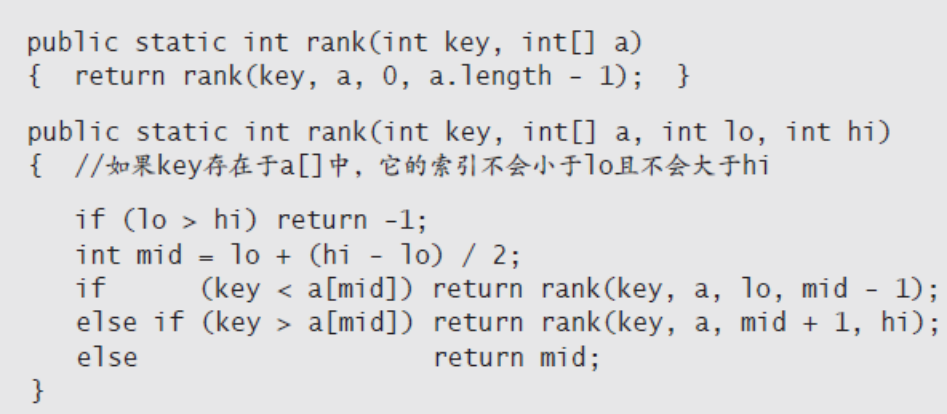 public static int rank(int key, int[] a)
{  return rank(key, a, 0, a.length - 1);  }
public static int rank(int key, int[] a, int lo, int hi)
{  //如果key存在于a[]中，它的索引不会小于lo且不会大于hi
   if (lo > hi) return -1;
   int mid = lo + (hi - lo) / 2;
   if      (key < a[mid]) return rank(key, a, lo, mid - 1);
   else if (key > a[mid]) return rank(key, a, mid + 1, hi);
   else                   return mid;
}